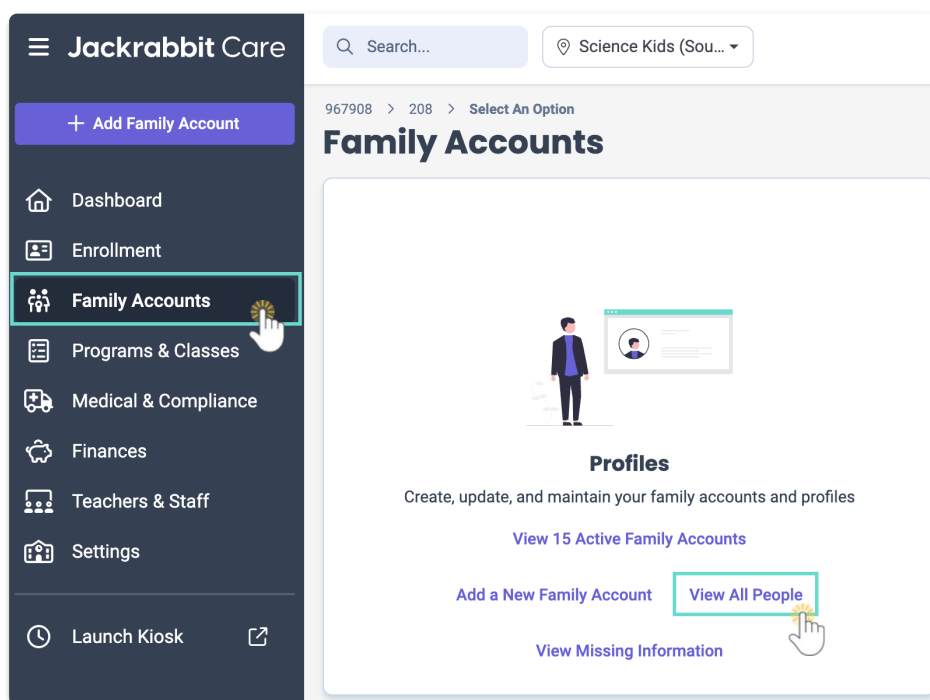 Jackrabbit Care
Search...
Science Kids (Sou...
+ Add Family Account
967908 > 208 > Select An Option
Family Accounts
Dashboard
Enrollment
Family Accounts
Programs & Classes
Medical & Compliance
Finances
Teachers & Staff
Settings
Launch Kiosk
Profiles
Create, update, and maintain your family accounts and profiles
View 15 Active Family Accounts
Add a New Family Account
View All People
View Missing Information